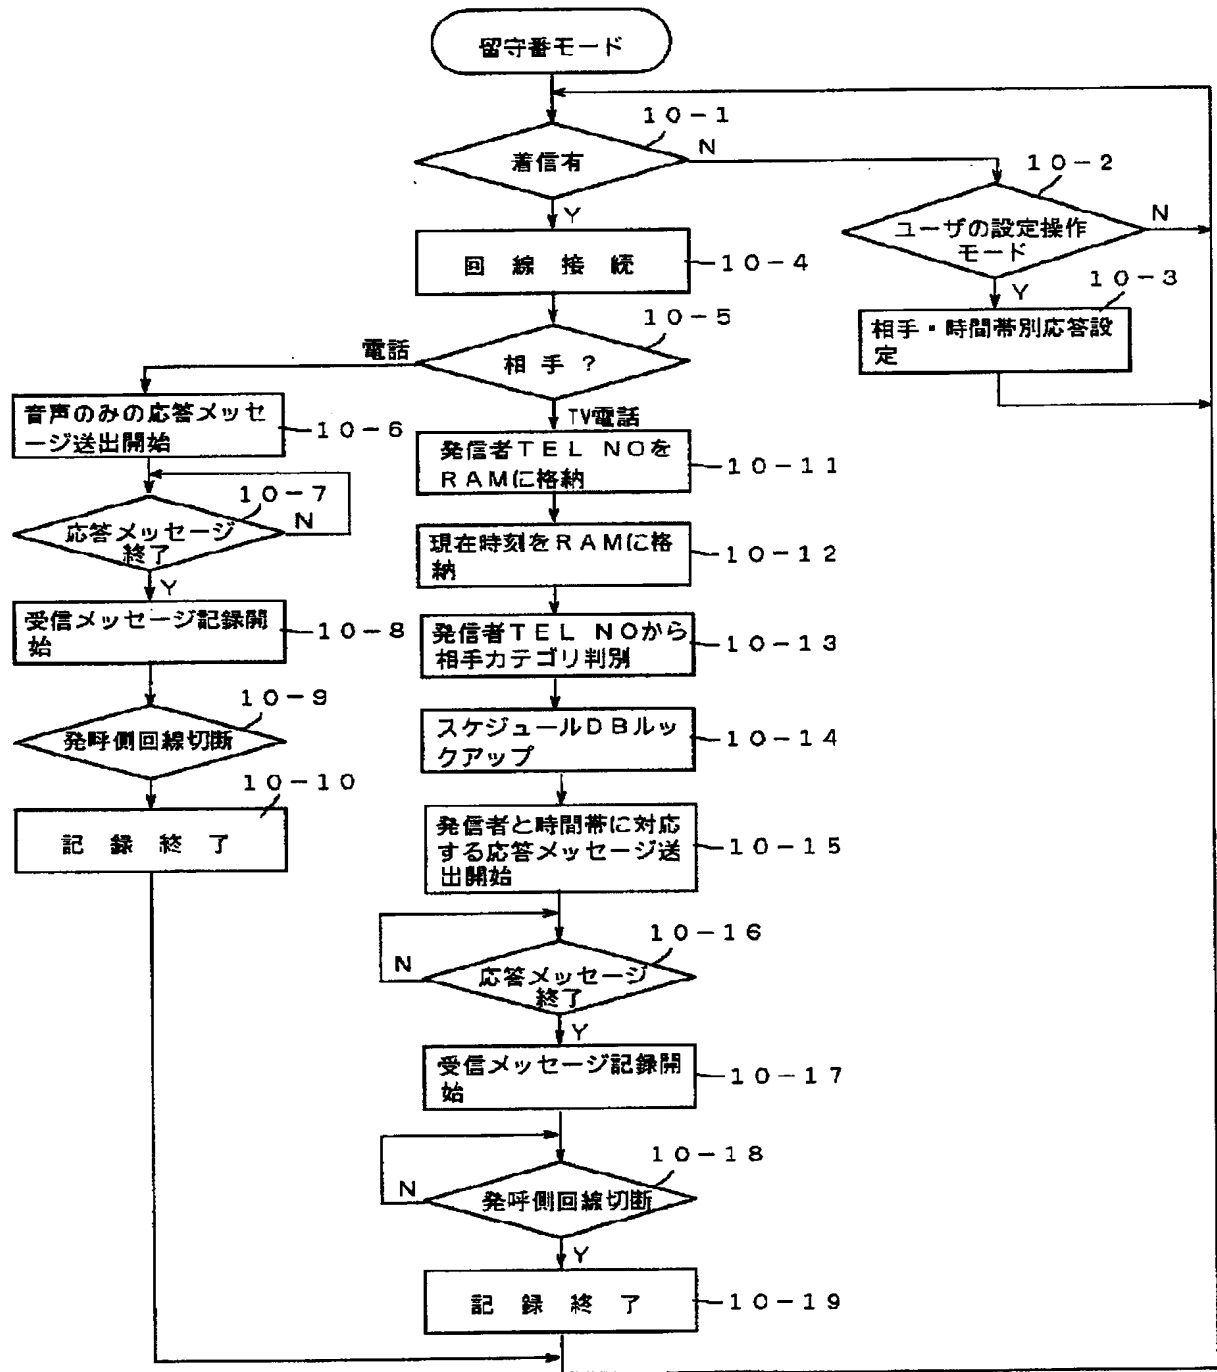 留守番モード
10-1
着信有
N
10-2
Y
ユーザの設定操作
モード
N
回線接続
10-4
Y
10-3
相手・時間帯別応答設
定
10-5
電話
相手?
TV電話
音声のみの応答メッセ
ージ送出開始
10-6
発信者TEL NOを
RAMに格納
10-11
10-7
応答メッセージ
終了
N
Y
現在時刻をRAMに格
納
10-12
受信メッセージ記録開
始
10-8
発信者TEL NOから
相手カテゴリ判別
10-13
10-9
発呼側回線切断
スケジュールDBルッ
クアップ
10-14
10-10
記録終了
発信者と時間帯に対応
する応答メッセージ送
出開始
10-15
10-16
N
応答メッセージ
終了
Y
受信メッセージ記録開
始
10-17
10-18
N
発呼側回線切断
Y
記録終了
10-19